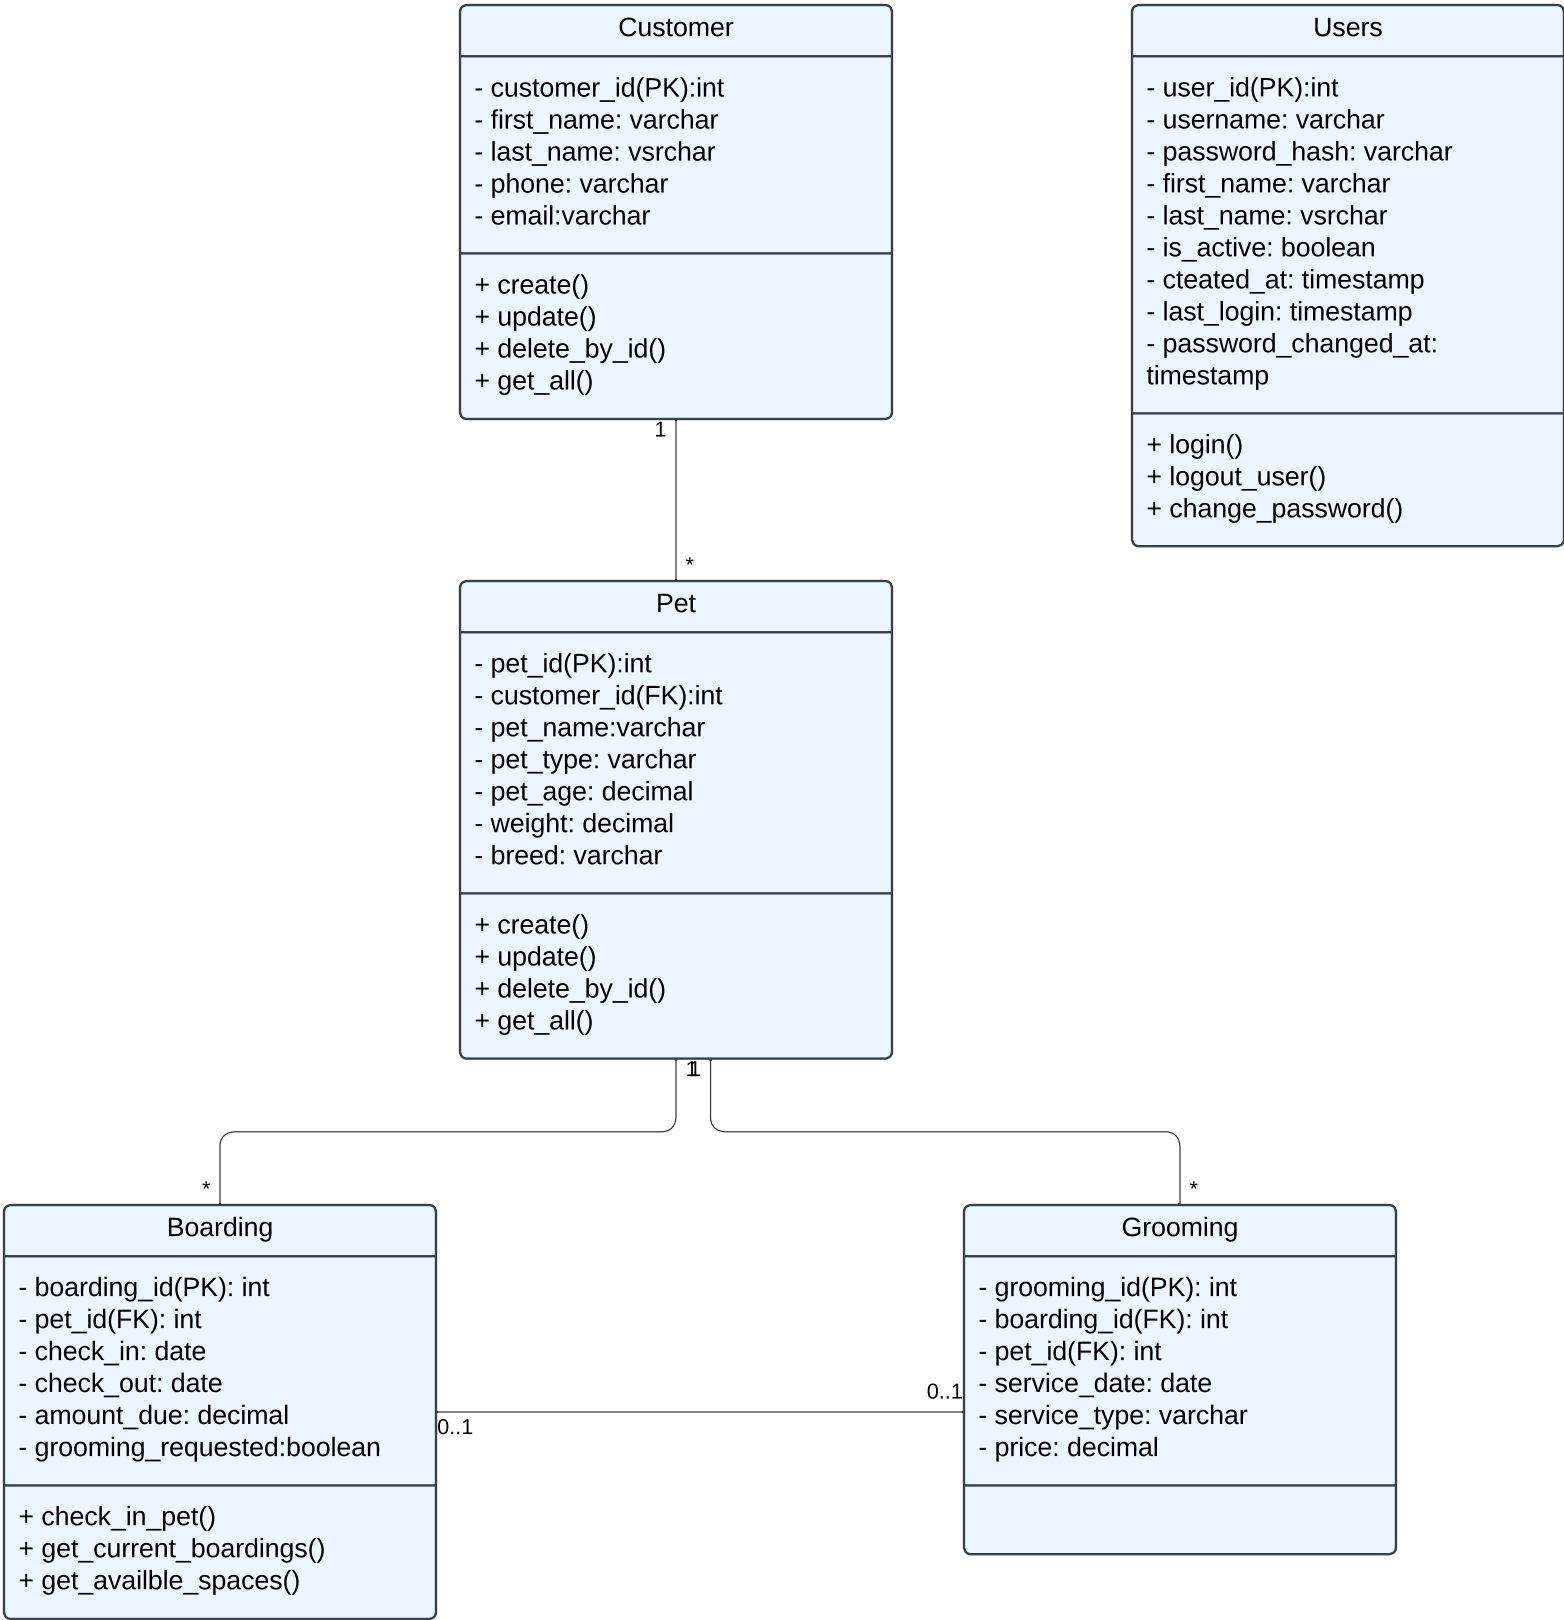 Customer
- customer_id(PK):int
- first_name: varchar
- last_name: vsrchar
- phone: varchar
- email:varchar
+ create()
+ update()
+ delete_by_id()
+ get_all()
Users
- user_id(PK):int
- username: varchar
- password_hash: varchar
- first_name: varchar
- last_name: vsrchar
- is_active: boolean
- cteated_at: timestamp
- last_login: timestamp
- password_changed_at:
timestamp
+ login()
+ logout_user()
+ change_password()
1
*
Pet
- pet_id(PK):int
- customer_id(FK):int
- pet_name:varchar
- pet_type: varchar
- pet_age: decimal
- weight: decimal
- breed: varchar
+ create()
+ update()
+ delete_by_id()
+ get_all()
1
1
*
*
Boarding
- boarding_id(PK): int
- pet_id(FK): int
- check_in: date
- check_out: date
- amount_due: decimal
- grooming_requested:boolean
+ check_in_pet()
+ get_current_boardings()
+ get_availble_spaces()
0..1
0..1
Grooming
- grooming_id(PK): int
- boarding_id(FK): int
- pet_id(FK): int
- service_date: date
- service_type: varchar
- price: decimal